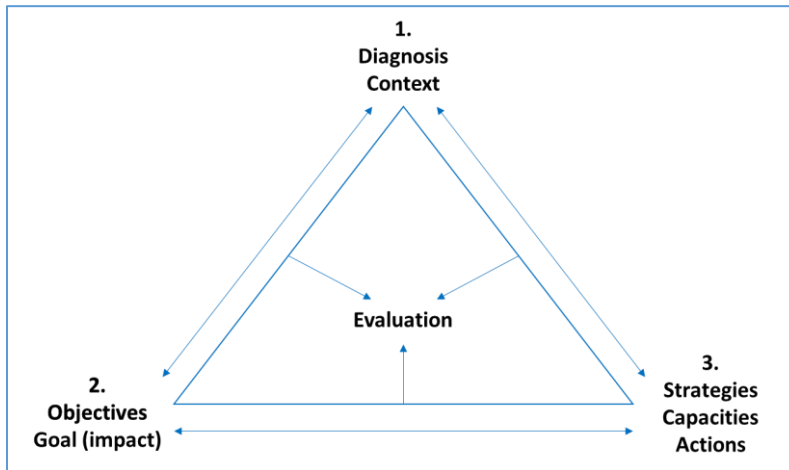 1.
Diagnosis
Context
Evaluation
2.
Objectives
Goal (impact)
3.
Strategies
Capacities
Actions